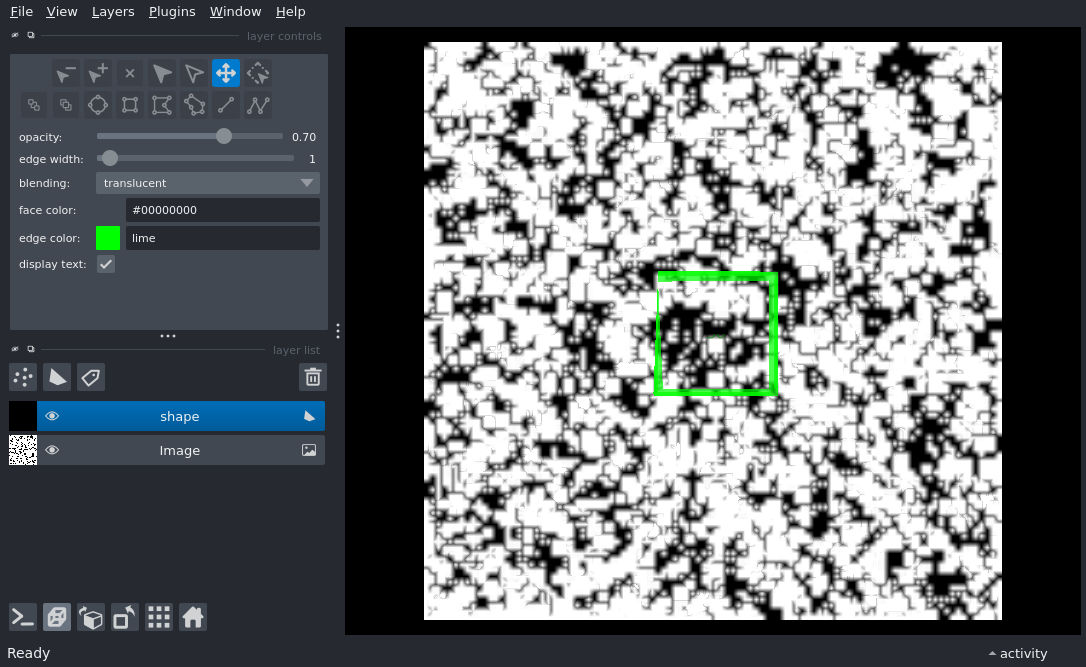 File View Layers Plugins Window Help
layer controls
opacity: 0.70
edge width: 1
blending: translucent
face color: #00000000
edge color: lime
display text:
layer list
shape
Image
Ready
activity